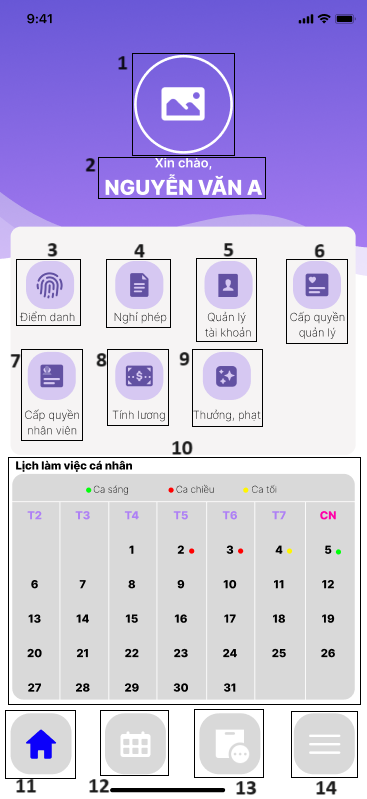 9:41
1
2
Xin chào,
NGUYỄN VĂN A
3 4 5 6
Điểm danh Nghỉ phép Quản lý tài khoản Cấp quyền quản lý
7 8 9
Cấp quyền nhân viên Tính lương Thưởng, phạt
10
Lịch làm việc cá nhân
Ca sáng Ca chiều Ca tối
T2 T3 T4 T5 T6 T7 CN
1 2 3 4 5
6 7 8 9 10 11 12
13 14 15 16 17 18 19
20 21 22 23 24 25 26
27 28 29 30 31
$
11 12 13 14